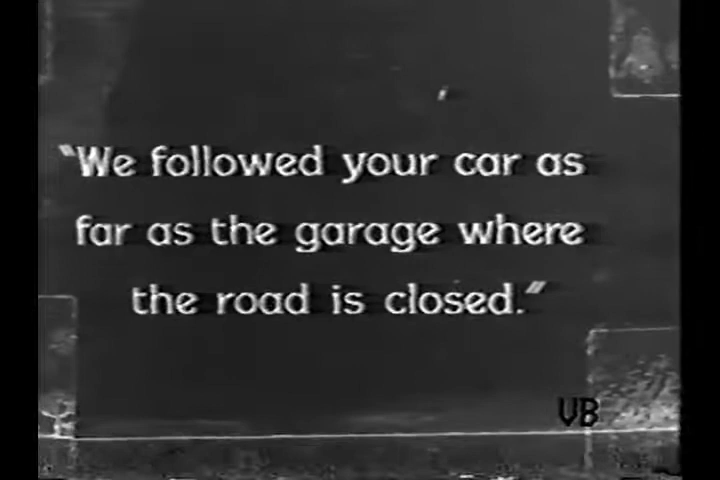 "We followed your car as
far as the garage where
the road is closed."
VB